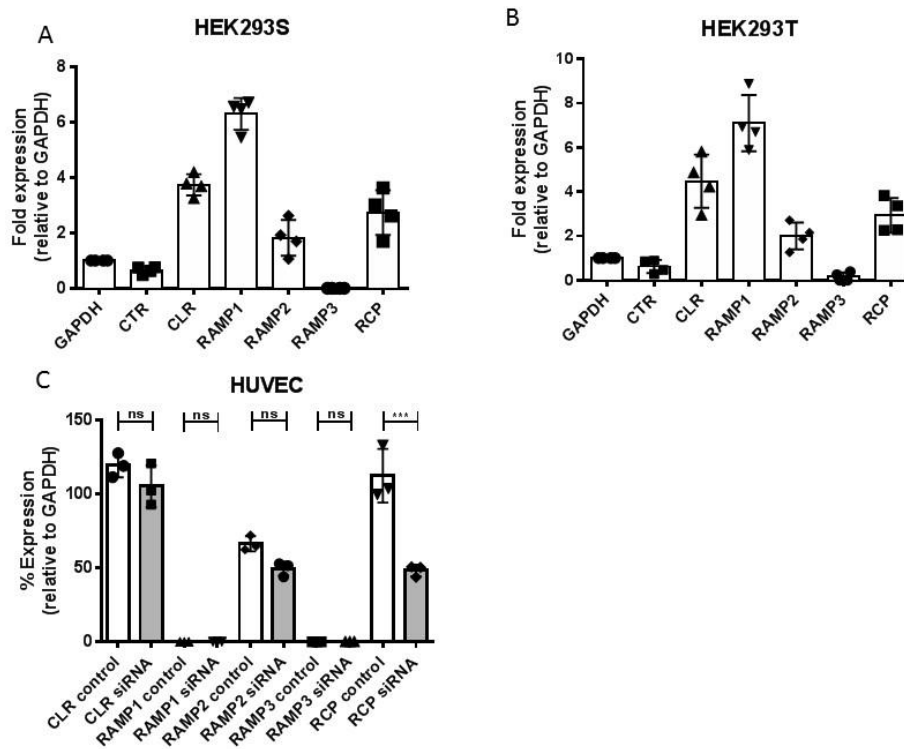 A
HEK293S
Fold expression
(relative to GAPDH)
8
6
4
2
0
GAPDH
CTR
CLR
RAMP1
RAMP2
RAMP3
RCP
B
HEK293T
Fold expression
(relative to GAPDH)
10
8
6
4
2
0
GAPDH
CTR
CLR
RAMP1
RAMP2
RAMP3
RCP
C
HUVEC
ns
ns
ns
ns
***
% Expression
(relative to GAPDH)
150
100
50
0
CLR control
CLR siRNA
RAMP1 control
RAMP1 siRNA
RAMP2 control
RAMP2 siRNA
RAMP3 control
RAMP3 siRNA
RCP control
RCP siRNA